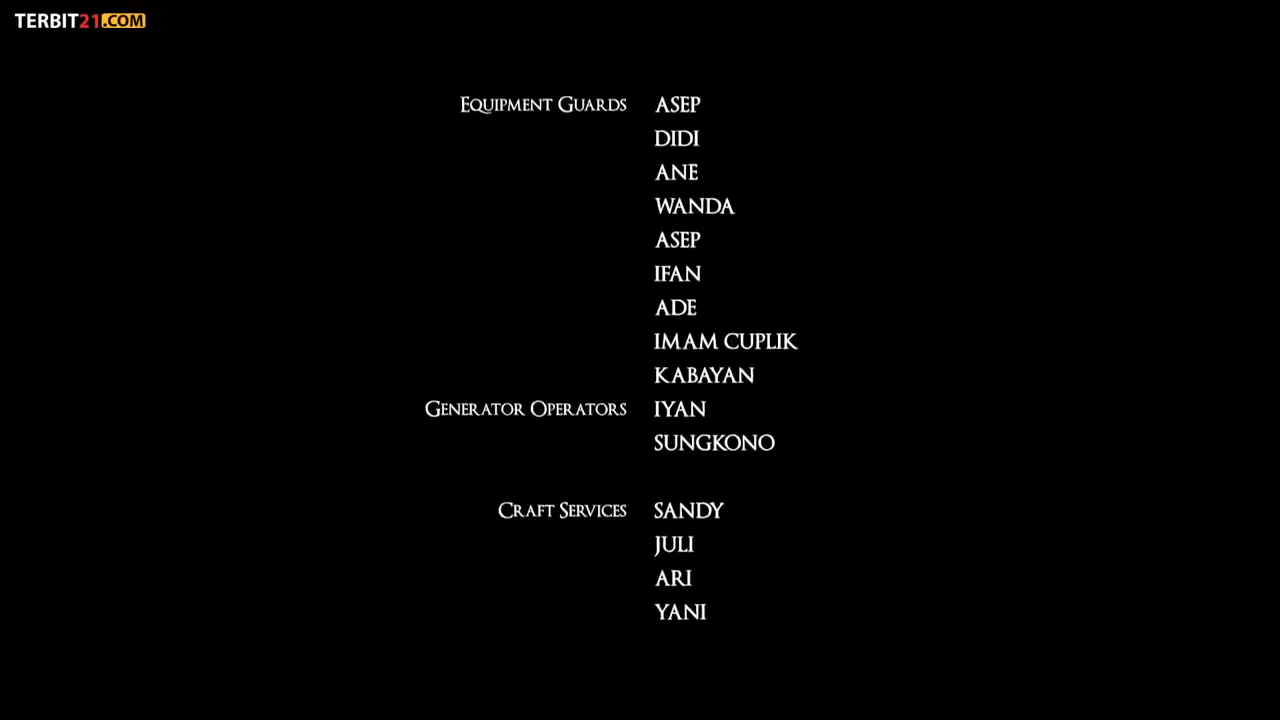 TERBIT21.COM
Equipment Guards ASEP
DIDI
ANE
WANDA
ASEP
IFAN
ADE
IMAM CUPLIK
KABAYAN
Generator Operators IYAN
SUNGKONO
Craft Services SANDY
JULI
ARI
YANI